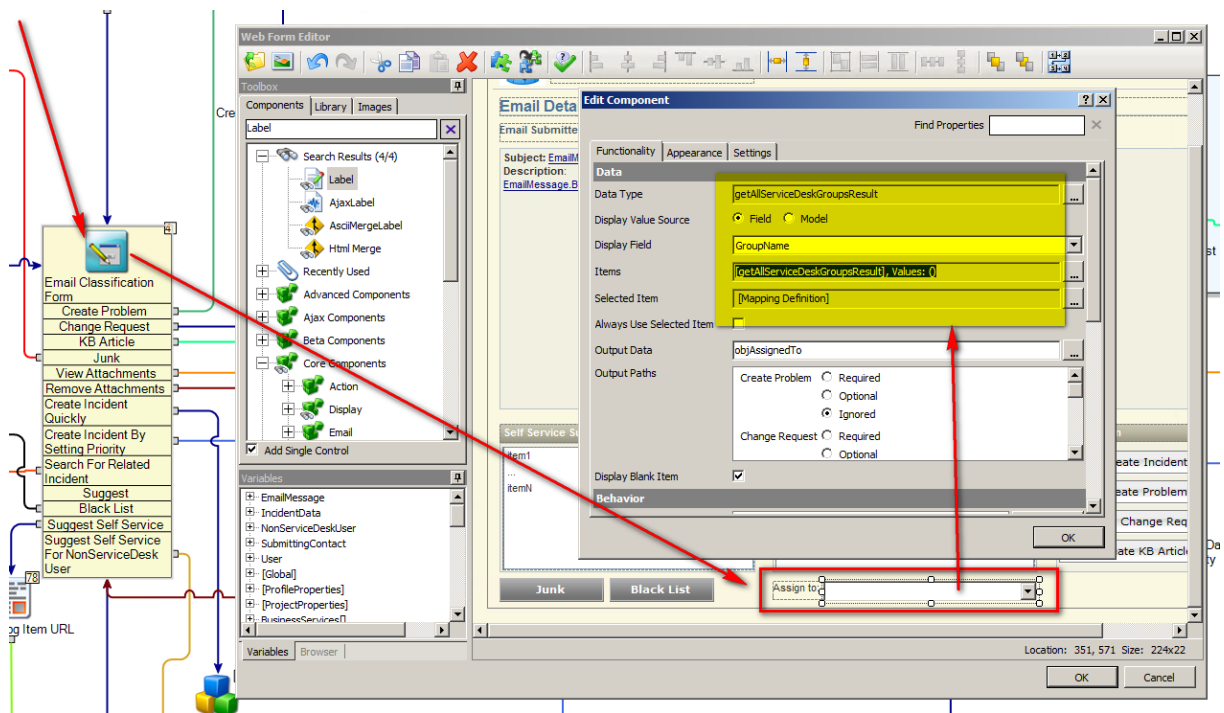 Cre
4
Email Classification
Form
Create Problem
Change Request
KB Article
Junk
View Attachments
Remove Attachments
Create Incident
Quickly
Create Incident By
Setting Priority
Search For Related
Incident
Suggest
Black List
Suggest Self Service
Suggest Self Service
For NonServiceDesk
User
78
og Item URL
Web Form Editor
Toolbox
Components
Library
Images
Label
Search Results (4/4)
Label
AjaxLabel
AsciiMergeLabel
Html Merge
Recently Used
Advanced Components
Ajax Components
Beta Components
Core Components
Action
Display
Email
Add Single Control
Variables
EmailMessage
IncidentData
NonServiceDeskUser
SubmittingContact
User
[Global]
[ProfileProperties]
[ProjectProperties]
BusinessServices[]
Variables
Browser
Email Deta
Email Submitte
Subject: EmailM
Description:
EmailMessage.B
Self Service Su
item1
...
itemN
Junk
Black List
Assign to:
Edit Component
Find Properties
Functionality
Appearance
Settings
Data
Data Type
getAllServiceDeskGroupsResult
...
Display Value Source
Field
Model
Display Field
GroupName
Items
[getAllServiceDeskGroupsResult], Values: ()
...
Selected Item
[Mapping Definition]
...
Always Use Selected Item
Output Data
objAssignedTo
...
Output Paths
Create Problem
Required
Optional
Ignored
Change Request
Required
Optional
Display Blank Item
Behavior
OK
n
eate Incident
eate Problem
Change Req
ate KB Article
Location: 351, 571 Size: 224x22
OK
Cancel
st
Da
ty